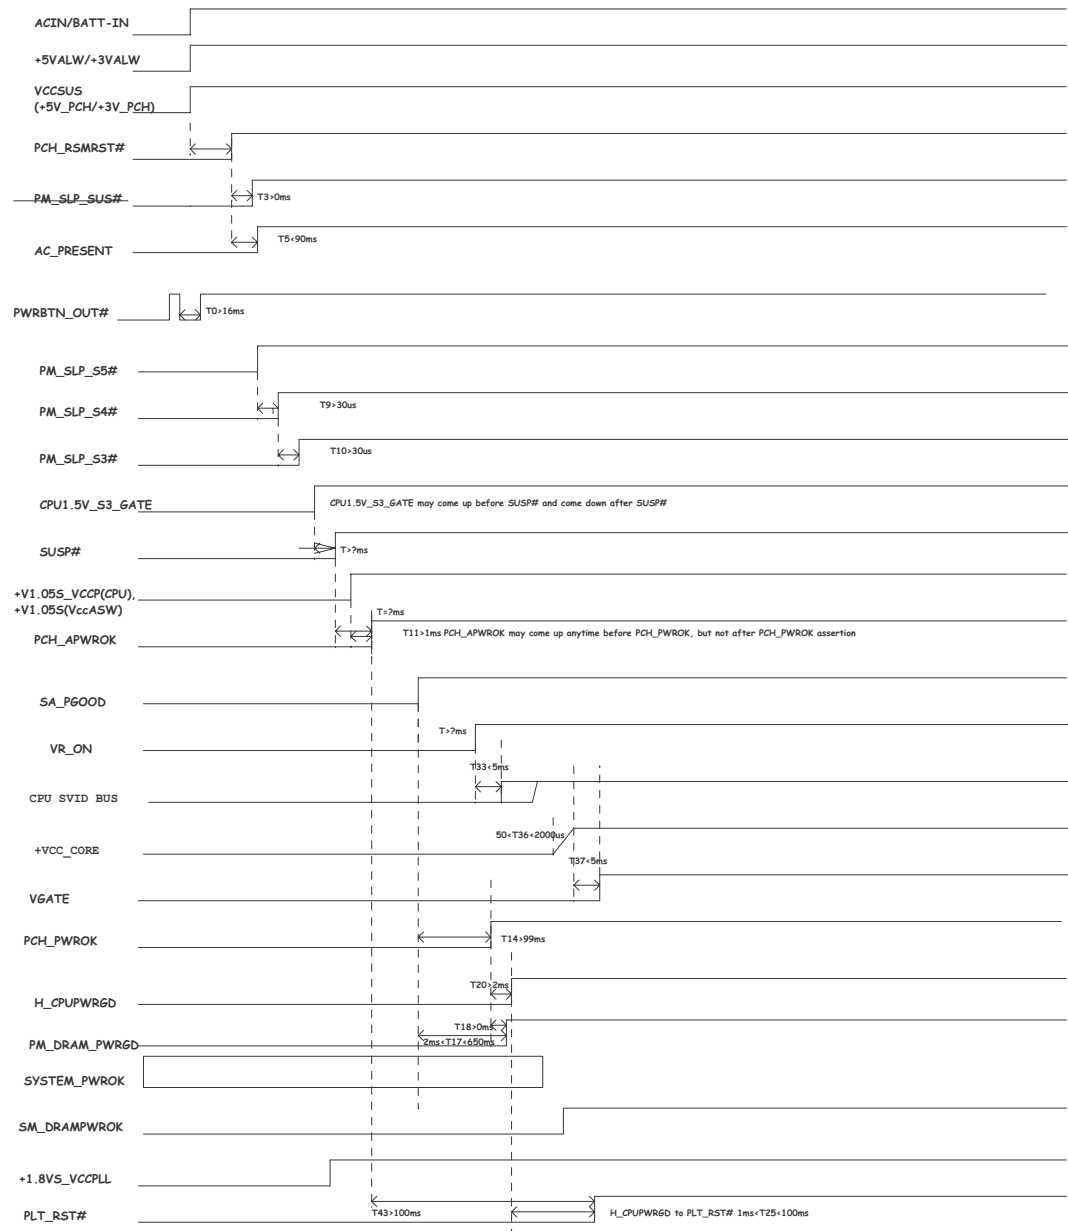 ACIN/BATT-IN
+5VALW/+3VALW
VCCSUS
(+5V_PCH/+3V_PCH)
PCH_RSMRST#
PM_SLP_SUS#
T3>0ms
T5<90ms
AC_PRESENT
PWRBTN_OUT#
T0>16ms
PM_SLP_S5#
T9>30us
PM_SLP_S4#
T10>30us
PM_SLP_S3#
CPU1.5V_S3_GATE
CPU1.5V_S3_GATE may come up before SUSP# and come down after SUSP#
SUSP#
T>?ms
+V1.05S_VCCP(CPU),
+V1.05S(VccASW)
T=?ms
PCH_APWROK
T11>1ms PCH_APWROK may come up anytime before PCH_PWROK, but not after PCH_PWROK assertion
SA_PGOOD
T>?ms
VR_ON
T33<5ms
CPU SVID BUS
50<T36<2000us
+VCC_CORE
T37<5ms
VGATE
PCH_PWROK
T14>99ms
T20>2ms
H_CPUPWRGD
T18>0ms
PM_DRAM_PWRGD
2ms<T17<650ms
SYSTEM_PWROK
SM_DRAMPWROK
+1.8VS_VCCPLL
PLT_RST#
T43>100ms
H_CPUPWRGD to PLT_RST# 1ms<T25<100ms